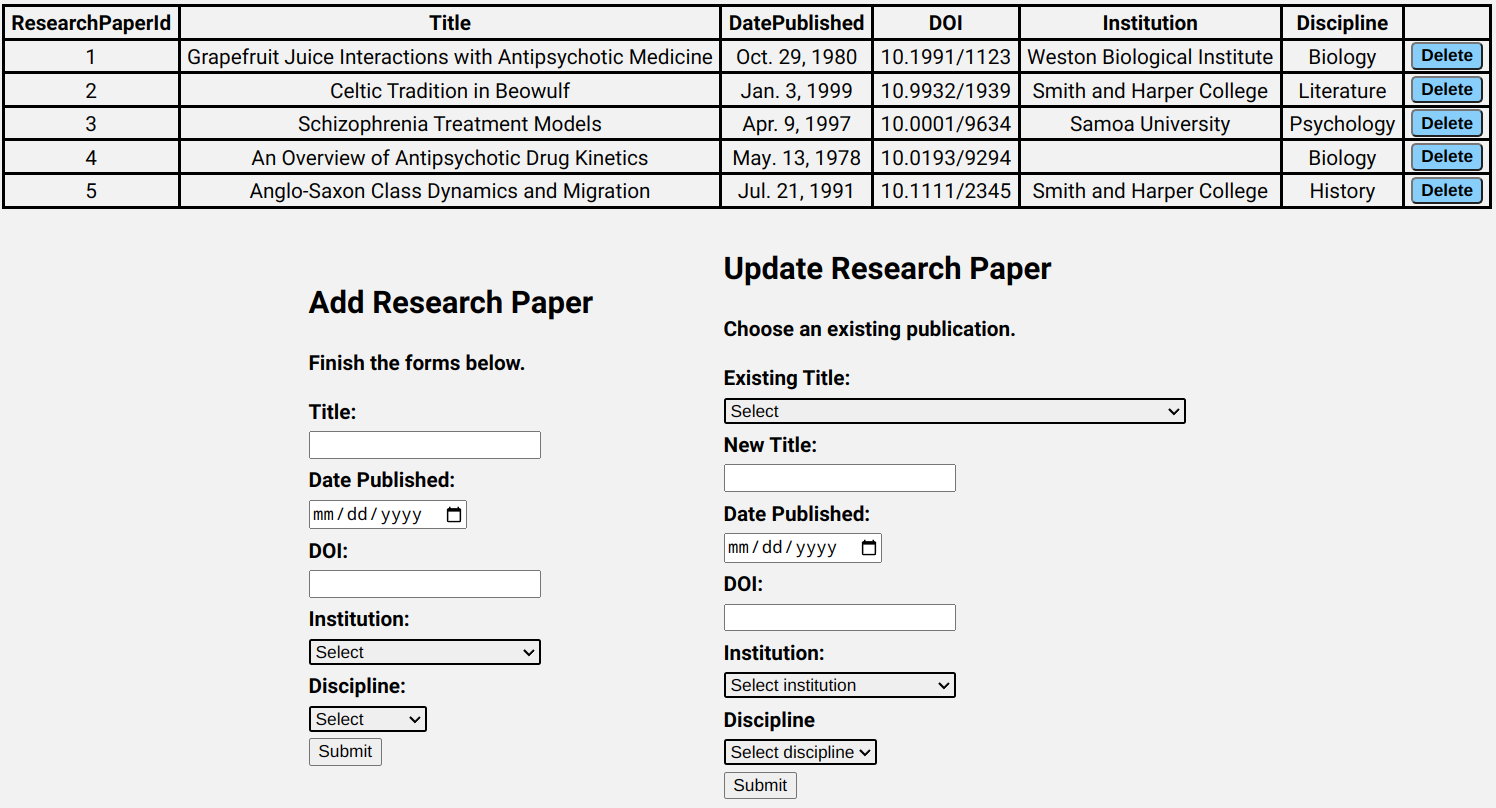 ResearchPaperId Title DatePublished DOI Institution Discipline
1 Grapefruit Juice Interactions with Antipsychotic Medicine Oct. 29, 1980 10.1991/1123 Weston Biological Institute Biology Delete
2 Celtic Tradition in Beowulf Jan. 3, 1999 10.9932/1939 Smith and Harper College Literature Delete
3 Schizophrenia Treatment Models Apr. 9, 1997 10.0001/9634 Samoa University Psychology Delete
4 An Overview of Antipsychotic Drug Kinetics May. 13, 1978 10.0193/9294 Biology Delete
5 Anglo-Saxon Class Dynamics and Migration Jul. 21, 1991 10.1111/2345 Smith and Harper College History Delete
Add Research Paper
Finish the forms below.
Title:
Date Published:
mm/dd/yyyy
DOI:
Institution:
Select
Discipline:
Select
Submit
Update Research Paper
Choose an existing publication.
Existing Title:
Select
New Title:
Date Published:
mm/dd/yyyy
DOI:
Institution:
Select institution
Discipline
Select discipline
Submit